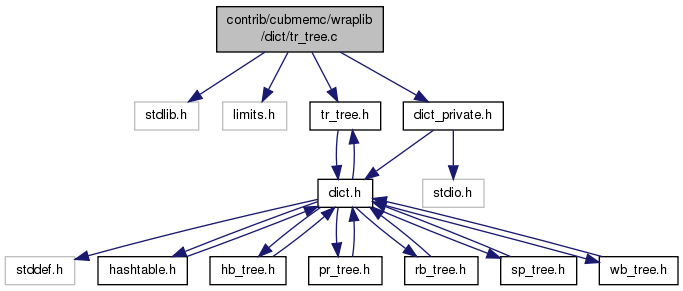 contrib/cubmemc/wraplib
/dict/tr_tree.c
stdlib.h
limits.h
tr_tree.h
dict_private.h
dict.h
stdio.h
stddef.h
hashtable.h
hb_tree.h
pr_tree.h
rb_tree.h
sp_tree.h
wb_tree.h